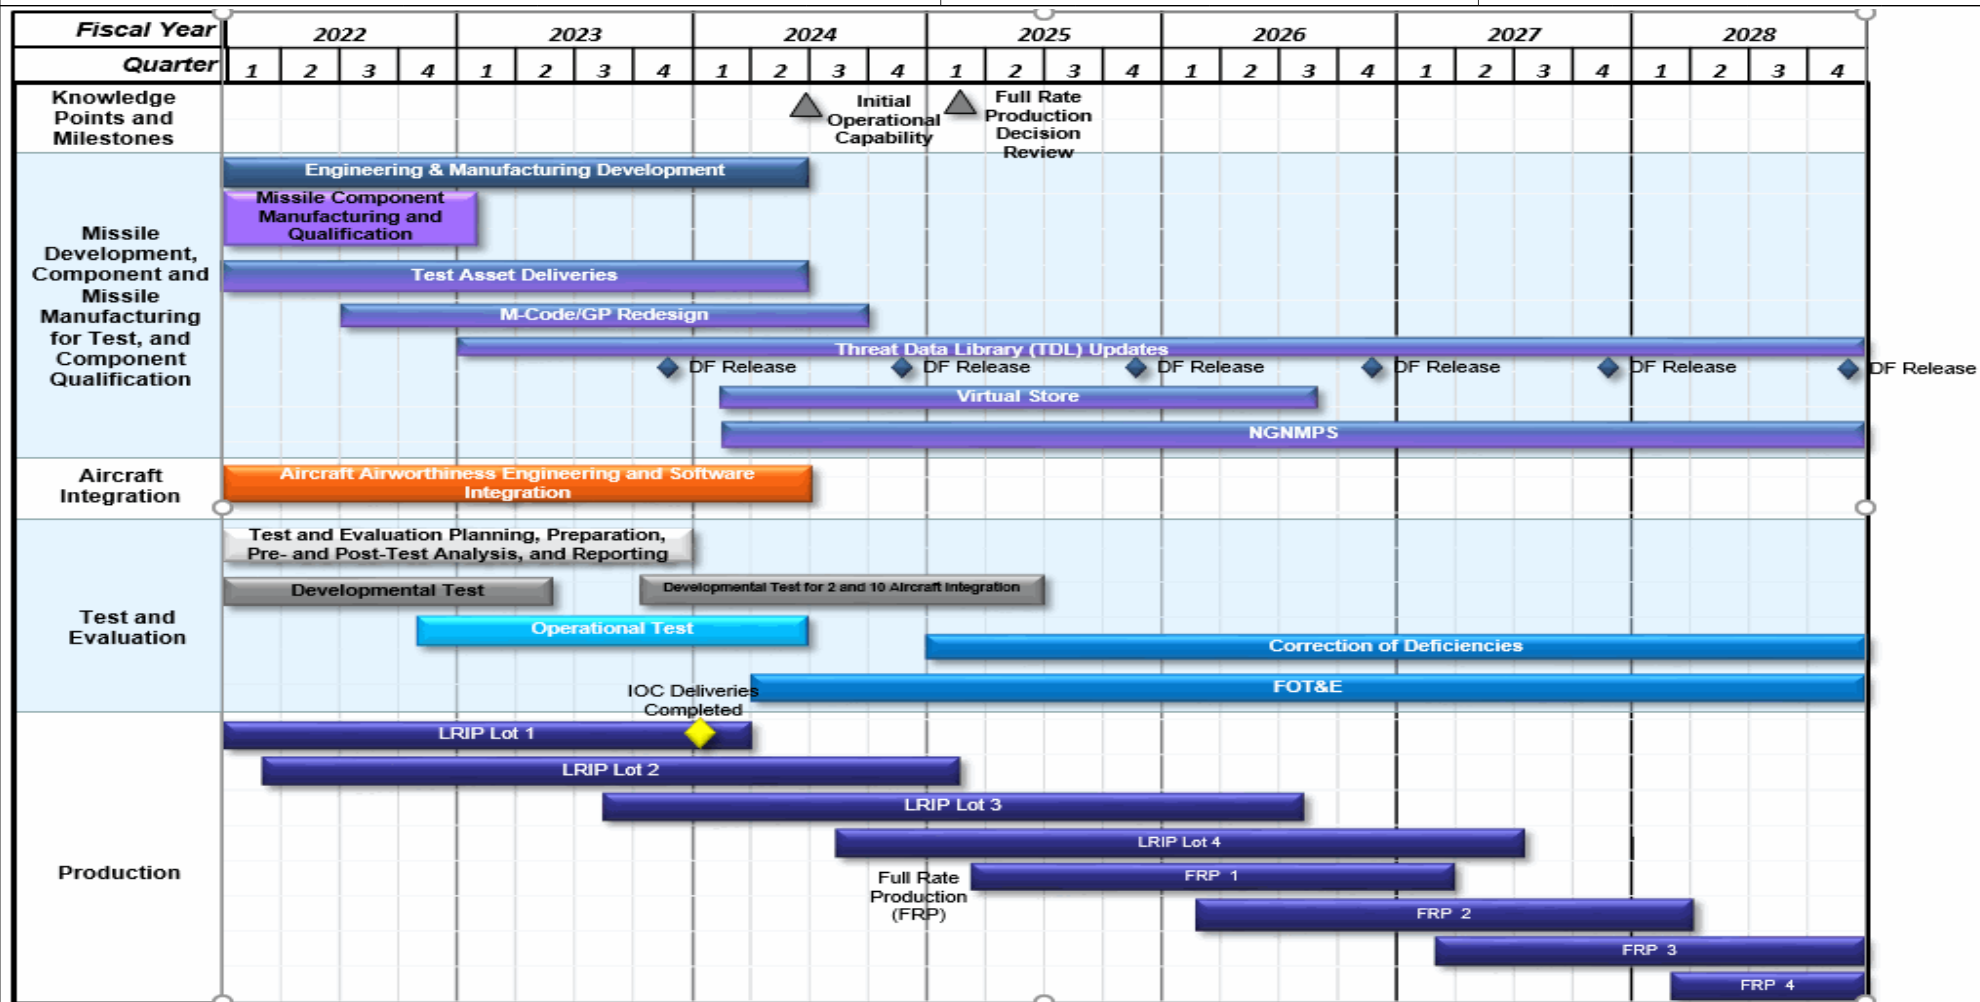 Fiscal Year 2022 2023 2024 2025 2026 2027 2028
Quarter 1 2 3 4 1 2 3 4 1 2 3 4 1 2 3 4 1 2 3 4 1 2 3 4 1 2 3 4
Knowledge
Points and
Milestones
Initial
Operational
Capability
Full Rate
Production
Decision
Review
Missile
Development,
Component and
Missile
Manufacturing
for Test, and
Component
Qualification
Engineering & Manufacturing Development
Missile Component
Manufacturing and
Qualification
Test Asset Deliveries
M-Code/GP Redesign
Threat Data Library (TDL) Updates
DF Release DF Release DF Release DF Release DF Release DF Release
Virtual Store
NGNMPS
Aircraft
Integration
Aircraft Airworthiness Engineering and Software
Integration
Test and
Evaluation
Test and Evaluation Planning, Preparation,
Pre- and Post-Test Analysis, and Reporting
Developmental Test
Developmental Test for 2 and 10 Aircraft Integration
Operational Test
Correction of Deficiencies
FOT&E
Production
IOC Deliveries
Completed
LRIP Lot 1
LRIP Lot 2
LRIP Lot 3
LRIP Lot 4
Full Rate
Production
(FRP)
FRP 1
FRP 2
FRP 3
FRP 4